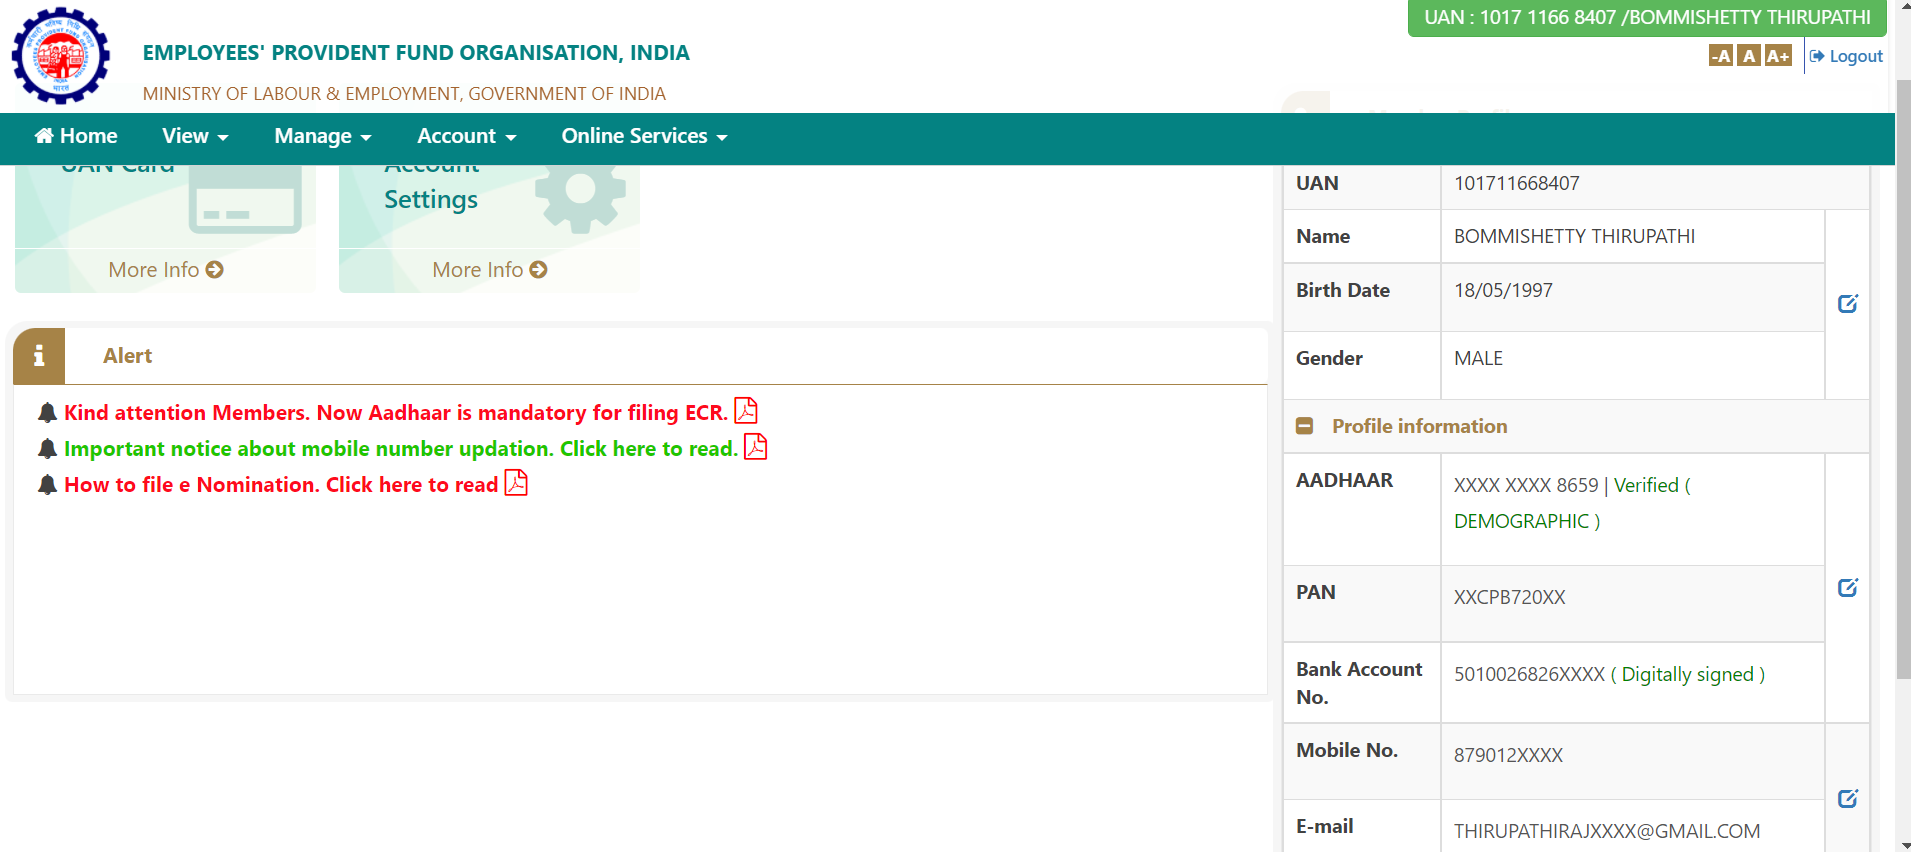 UAN : 1017 1166 8407 /BOMMISHETTY THIRUPATHI
EMPLOYEES' PROVIDENT FUND ORGANISATION, INDIA
-A A A+ Logout
MINISTRY OF LABOUR & EMPLOYMENT, GOVERNMENT OF INDIA
Home View Manage Account Online Services
UAN Card
Account
Settings
More Info
More Info
Alert
Kind attention Members. Now Aadhaar is mandatory for filing ECR.
Important notice about mobile number updation. Click here to read.
How to file e Nomination. Click here to read
UAN 101711668407
Name BOMMISHETTY THIRUPATHI
Birth Date 18/05/1997
Gender MALE
Profile information
AADHAAR XXXX XXXX 8659 | Verified (
DEMOGRAPHIC )
PAN XXCPB720XX
Bank Account 5010026826XXXX ( Digitally signed )
No.
Mobile No. 879012XXXX
E-mail THIRUPATHIRAJXXXX@GMAIL.COM